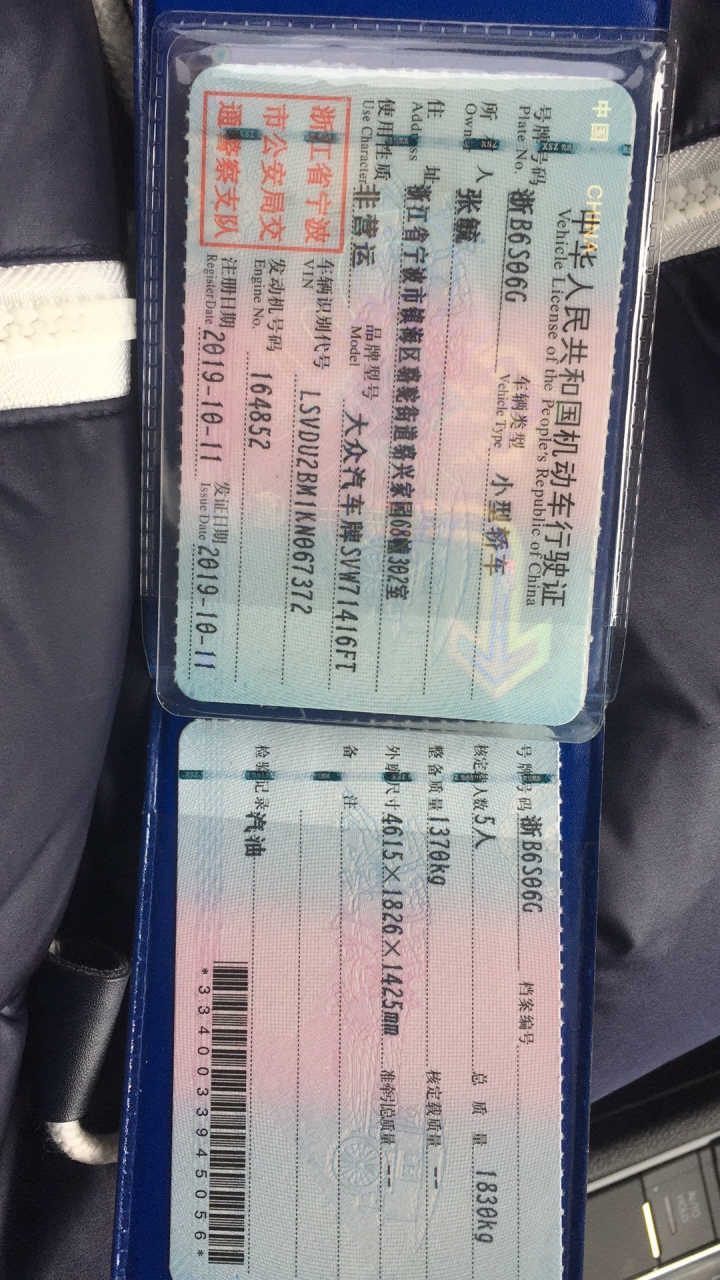 中国 CHINA
中华人民共和国机动车行驶证
Vehicle License of the People's Republic of China
号牌号码 浙B6S06G 车辆类型 小型轿车
Plate No. Vehicle Type
所有人 张毓
Owner
住址 浙江省宁波市镇海区骆驼街道骆兴家园68幢302室
Address
使用性质 非营运 品牌型号 大众汽车牌SVW71416FI
Use Character Model
浙江省宁波
市公安局交
通警察支队
车辆识别代号 LSVDU2BM1KN067372
VIN
发动机号码 164852
Engine No.
注册日期 2019-10-11 发证日期 2019-10-11
Register Date Issue Date
号牌号码 浙B6S06G 档案编号
核定载人数 5人 总质量 1830kg
整备质量 1370kg 核定载质量 --
外廓尺寸 4615×1826×1425mm 准牵引总质量 --
备注
检验记录 汽油
*3340033945056*
AUTO HOLD